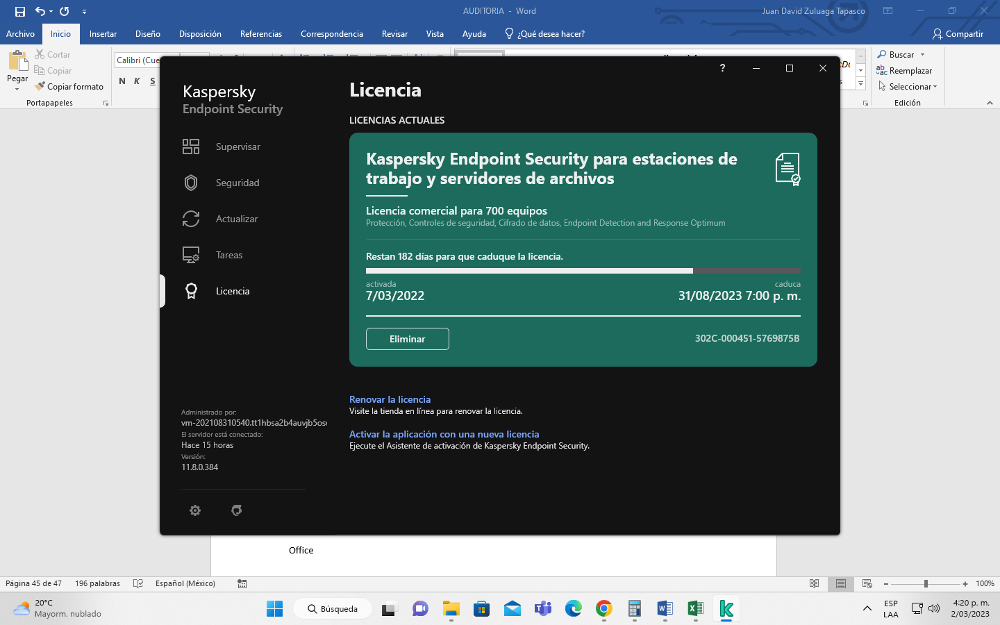 AUDITORIA - Word
Juan David Zuluaga Tapasco
Archivo Inicio Insertar Diseño Disposición Referencias Correspondencia Revisar Vista Ayuda ¿Qué desea hacer? Compartir
Pegar
Cortar
Copiar
Copiar formato
Portapapeles
Calibri (Cue
N K S
Buscar
Reemplazar
Seleccionar
Edición
Kaspersky
Endpoint Security
Supervisar
Seguridad
Actualizar
Tareas
Licencia
Administrado por:
vm-202108310540.tt1hbsa2b4auvjb5os
El servidor está conectado:
Hace 15 horas
Versión:
11.8.0.384
?
Licencia
LICENCIAS ACTUALES
Kaspersky Endpoint Security para estaciones de
trabajo y servidores de archivos
Licencia comercial para 700 equipos
Protección, Controles de seguridad, Cifrado de datos, Endpoint Detection and Response Optimum
Restan 182 días para que caduque la licencia.
activada caduca
7/03/2022 31/08/2023 7:00 p. m.
Eliminar 302C-000451-5769875B
Renovar la licencia
Visite la tienda en línea para renovar la licencia.
Activar la aplicación con una nueva licencia
Ejecute el Asistente de activación de Kaspersky Endpoint Security.
Office
Página 45 de 47 196 palabras Español (México) 100%
20°C
Mayorm. nublado
Búsqueda
ESP
LAA
4:20 p. m.
2/03/2023